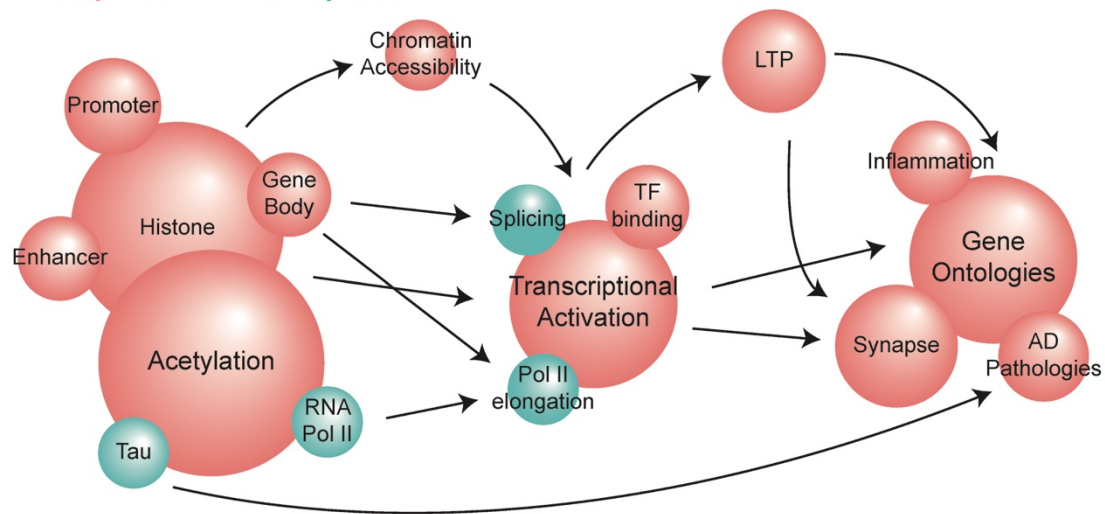 Chromatin
Accessibility
LTP
Promoter
Inflammation
Gene
Body
TF
binding
Splicing
Histone
Enhancer
Gene
Ontologies
Transcriptional
Activation
Synapse
AD
Pathologies
Acetylation
Pol II
elongation
RNA
Pol II
Tau